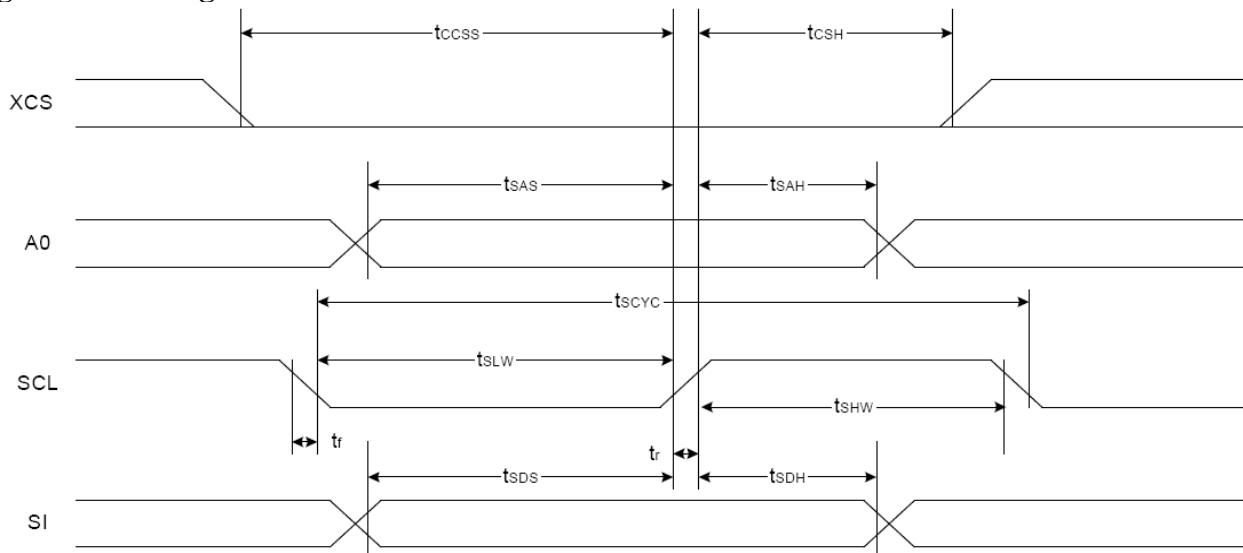 tCCSS
tCSH
XCS
tSAS
tSAH
A0
tSCYC
tSLW
SCL
tSHW
tf
tr
tSDS
tSDH
SI